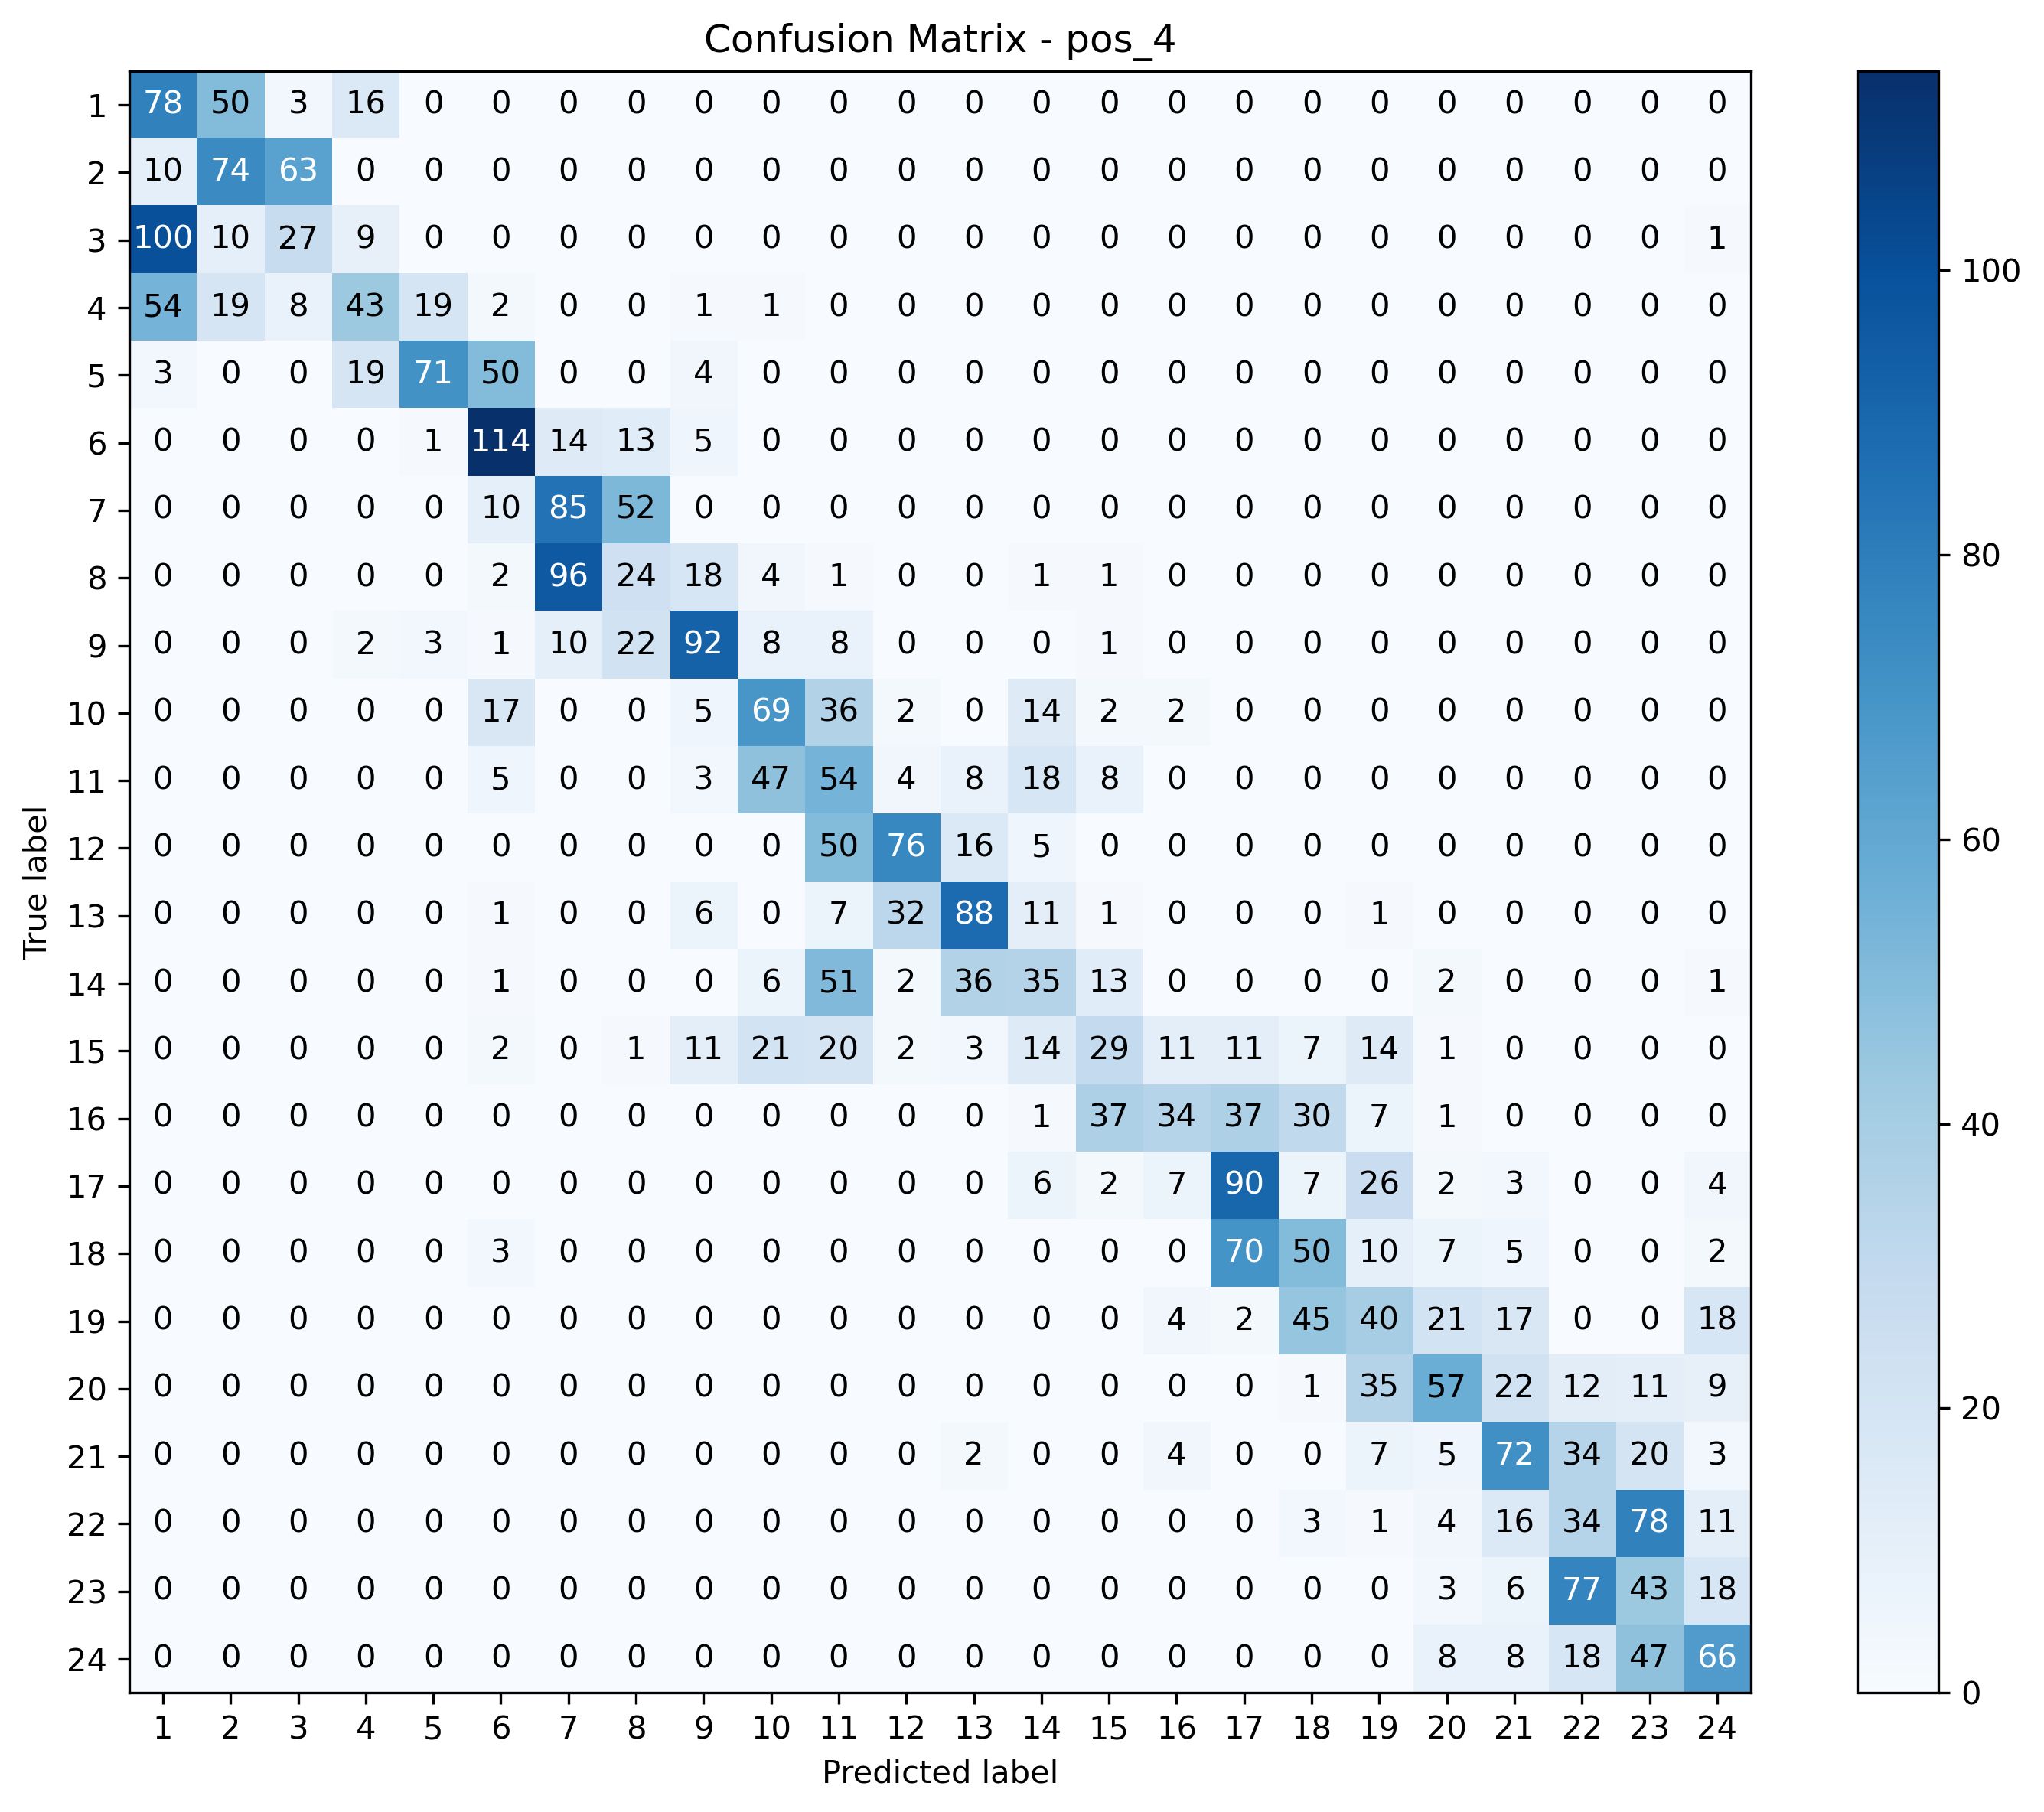 Confusion Matrix - pos_4
1 78 50 3 16 0 0 0 0 0 0 0 0 0 0 0 0 0 0 0 0 0 0 0 0
2 10 74 63 0 0 0 0 0 0 0 0 0 0 0 0 0 0 0 0 0 0 0 0 0
3 100 10 27 9 0 0 0 0 0 0 0 0 0 0 0 0 0 0 0 0 0 0 0 1
4 54 19 8 43 19 2 0 0 1 1 0 0 0 0 0 0 0 0 0 0 0 0 0 0
5 3 0 0 19 71 50 0 0 4 0 0 0 0 0 0 0 0 0 0 0 0 0 0 0
6 0 0 0 0 1 114 14 13 5 0 0 0 0 0 0 0 0 0 0 0 0 0 0 0
7 0 0 0 0 0 10 85 52 0 0 0 0 0 0 0 0 0 0 0 0 0 0 0 0
8 0 0 0 0 0 2 96 24 18 4 1 0 0 1 1 0 0 0 0 0 0 0 0 0
9 0 0 0 2 3 1 10 22 92 8 8 0 0 0 1 0 0 0 0 0 0 0 0 0
10 0 0 0 0 0 17 0 0 5 69 36 2 0 14 2 2 0 0 0 0 0 0 0 0
11 0 0 0 0 0 5 0 0 3 47 54 4 8 18 8 0 0 0 0 0 0 0 0 0
12 0 0 0 0 0 0 0 0 0 0 50 76 16 5 0 0 0 0 0 0 0 0 0 0
13 0 0 0 0 0 1 0 0 6 0 7 32 88 11 1 0 0 0 1 0 0 0 0 0
14 0 0 0 0 0 1 0 0 0 6 51 2 36 35 13 0 0 0 0 2 0 0 0 1
15 0 0 0 0 0 2 0 1 11 21 20 2 3 14 29 11 11 7 14 1 0 0 0 0
16 0 0 0 0 0 0 0 0 0 0 0 0 0 1 37 34 37 30 7 1 0 0 0 0
17 0 0 0 0 0 0 0 0 0 0 0 0 0 6 2 7 90 7 26 2 3 0 0 4
18 0 0 0 0 0 3 0 0 0 0 0 0 0 0 0 0 70 50 10 7 5 0 0 2
19 0 0 0 0 0 0 0 0 0 0 0 0 0 0 0 4 2 45 40 21 17 0 0 18
20 0 0 0 0 0 0 0 0 0 0 0 0 0 0 0 0 0 1 35 57 22 12 11 9
21 0 0 0 0 0 0 0 0 0 0 0 0 2 0 0 4 0 0 7 5 72 34 20 3
22 0 0 0 0 0 0 0 0 0 0 0 0 0 0 0 0 0 3 1 4 16 34 78 11
23 0 0 0 0 0 0 0 0 0 0 0 0 0 0 0 0 0 0 0 3 6 77 43 18
24 0 0 0 0 0 0 0 0 0 0 0 0 0 0 0 0 0 0 0 8 8 18 47 66
1 2 3 4 5 6 7 8 9 10 11 12 13 14 15 16 17 18 19 20 21 22 23 24
Predicted label
True label
100
80
60
40
20
0